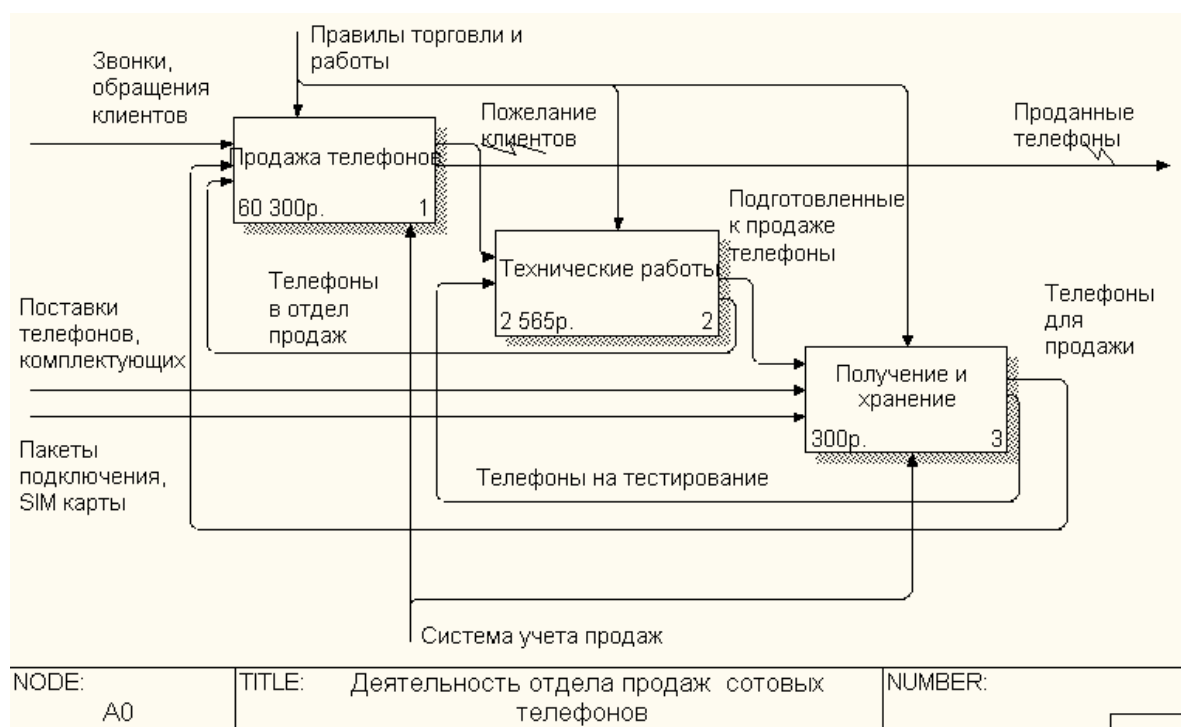 Правилы торговли и
работы
Звонки,
обращения
клиентов
Пожелание
клиентов
Проданные
телефоны
Продажа телефонов
60 300р. 1
Подготовленные
к продаже
телефоны
Технические работы
2 565р. 2
Телефоны
в отдел
продаж
Поставки
телефонов,
комплектующих
Телефоны
для
продажи
Получение и
хранение
300р. 3
Пакеты
подключения,
SIM карты
Телефоны на тестирование
Система учета продаж
NODE:
A0
TITLE: Деятельность отдела продаж сотовых
телефонов
NUMBER: